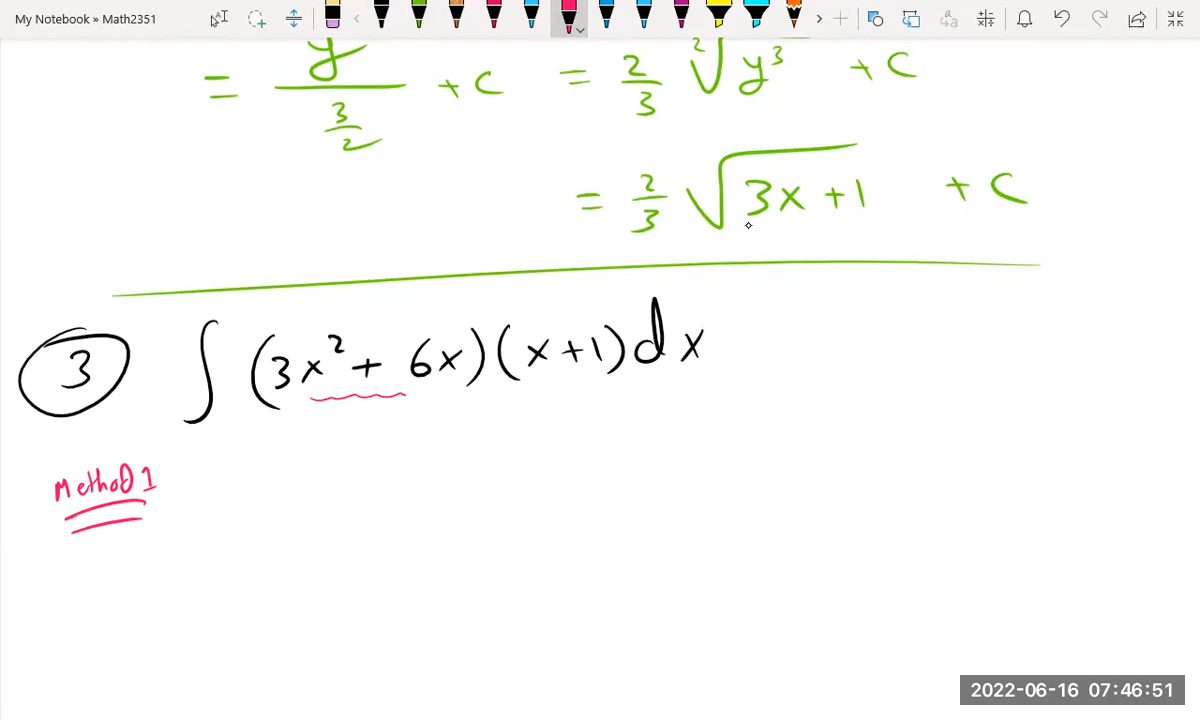 My Notebook » Math2351
= y / (3/2) + C = 2/3 ²√y³ + C
= 2/3 √(3x+1) + C
3 ∫ (3x² + 6x)(x+1)dx
MethoD 1
2022-06-16 07:46:51